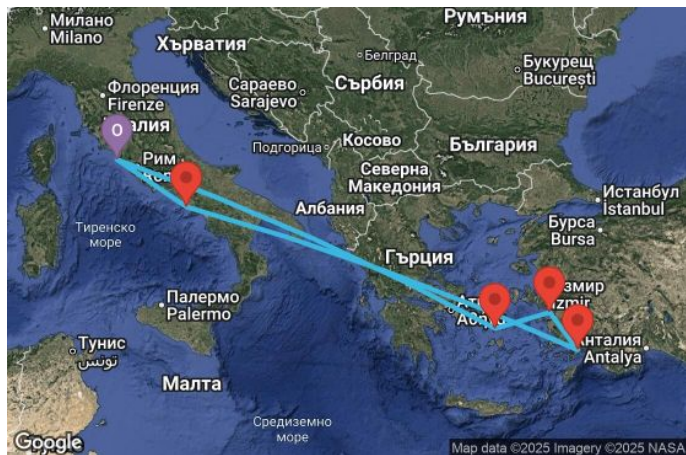 Милано
Milano
Румъния
Хърватия
Белград
Букурещ
București
Флоренция
Firenze
Сараево
Sarajevo
Сърбия
O
Подгорица
Косово
България
Рим
Северна
Македония
Истанбул
İstanbul
Албания
Тиренско
море
Бурса
Bursa
Гърция
Палермо
Palermo
Izmir
Тунис
تونس
Анталия
Antalya
Малта
Средиземно
море
Google
Map data ©2025 Imagery ©2025 NASA